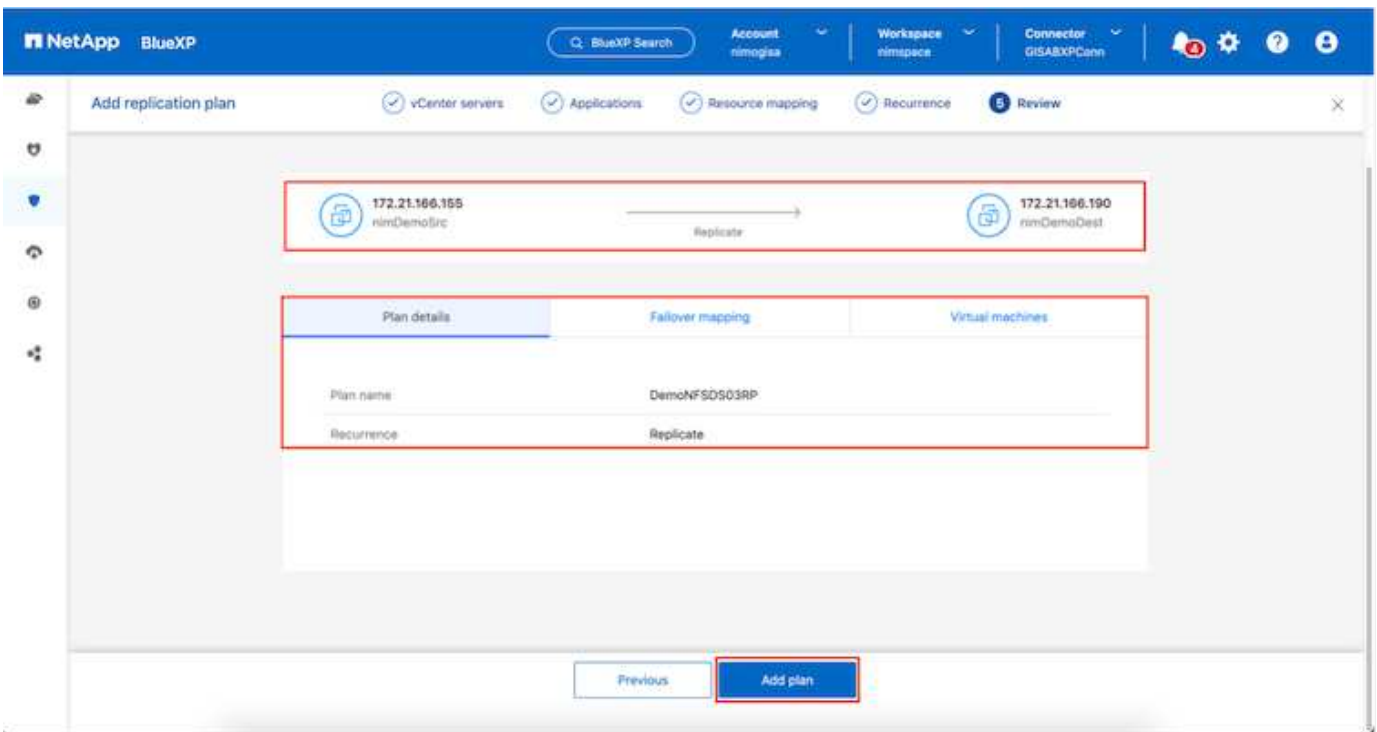 NetApp BlueXP
BlueXP Search
Account
nimogisa
Workspace
nimspace
Connector
GISABXPConn
4
Add replication plan
vCenter servers
Applications
Resource mapping
Recurrence
5 Review
172.21.166.155
nimDemoSrc
Replicate
172.21.166.190
nimDemoDest
Plan details
Failover mapping
Virtual machines
Plan name
DemoNFSDS03RP
Recurrence
Replicate
Previous
Add plan